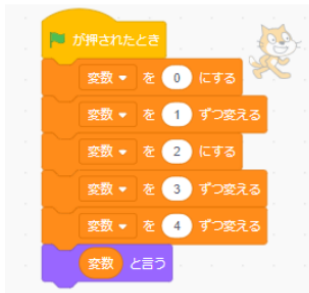 が押されたとき
変数 を 0 にする
変数 を 1 ずつ変える
変数 を 2 にする
変数 を 3 ずつ変える
変数 を 4 ずつ変える
変数 と言う